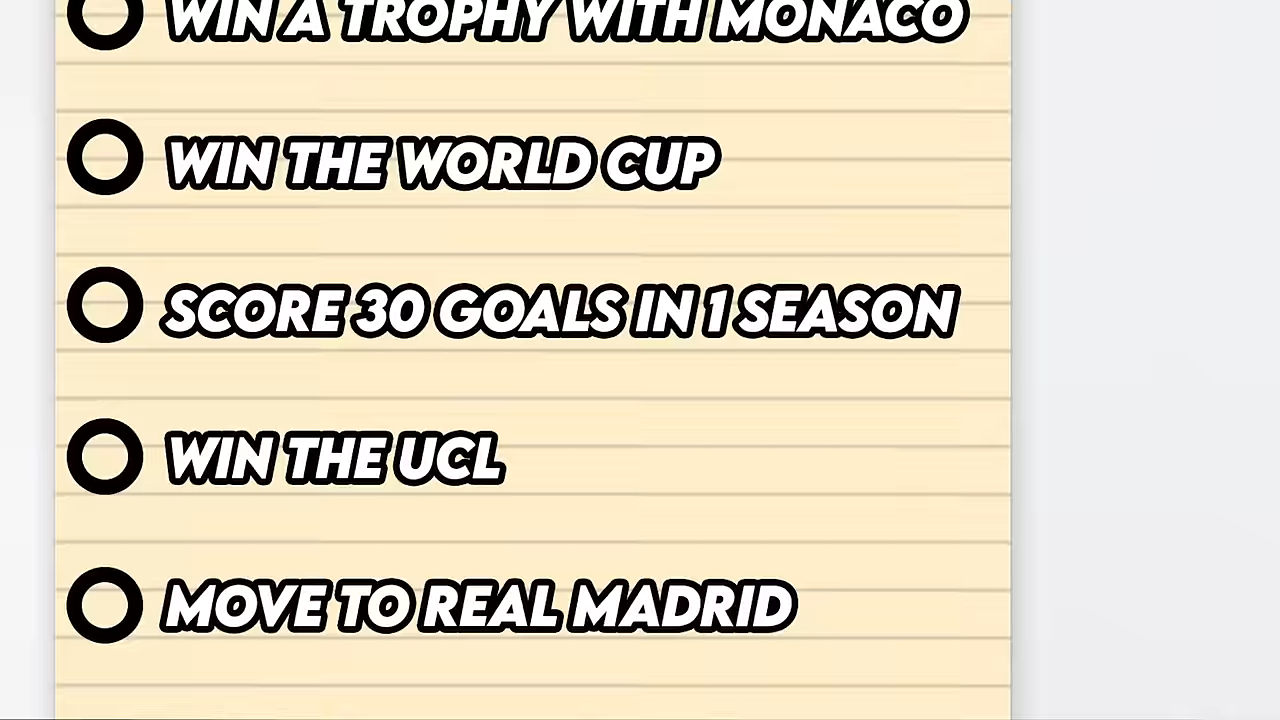 WIN A TROPHY WITH MONACO
WIN THE WORLD CUP
SCORE 30 GOALS IN 1 SEASON
WIN THE UCL
MOVE TO REAL MADRID